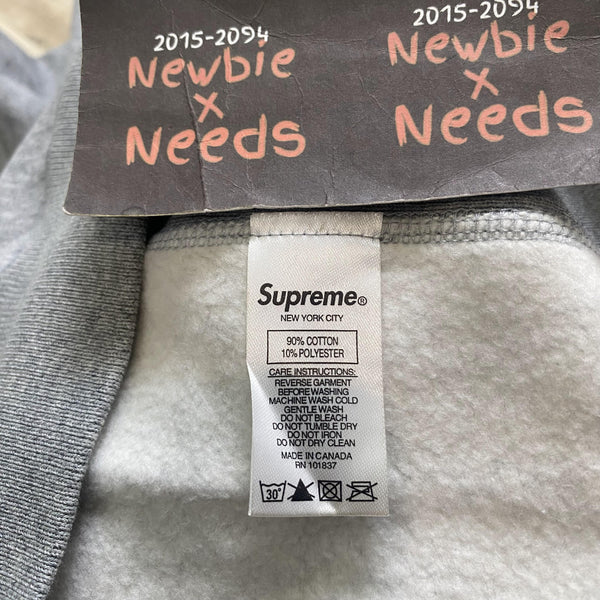 2015-2094
Newbie
x
Needs
2015-2094
Newbie
x
Needs
Supreme®
NEW YORK CITY
90% COTTON
10% POLYESTER
CARE INSTRUCTIONS:
REVERSE GARMENT
BEFORE WASHING
MACHINE WASH COLD
GENTLE WASH
DO NOT BLEACH
DO NOT TUMBLE DRY
DO NOT IRON
DO NOT DRY CLEAN
MADE IN CANADA
RN 101837
30°